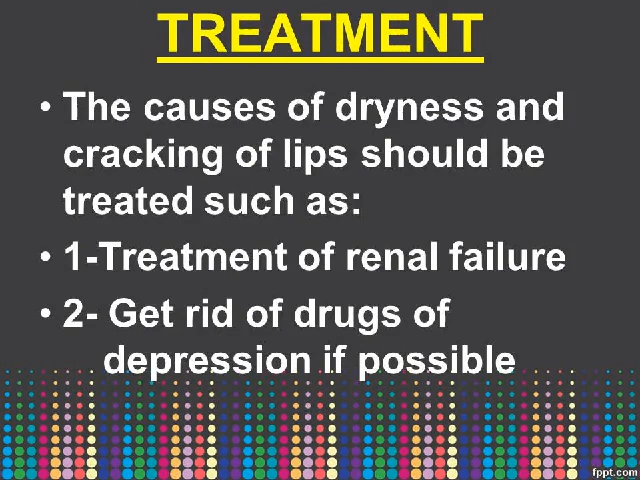 TREATMENT
• The causes of dryness and
cracking of lips should be
treated such as:
• 1-Treatment of renal failure
• 2- Get rid of drugs of
depression if possible
fppt.com